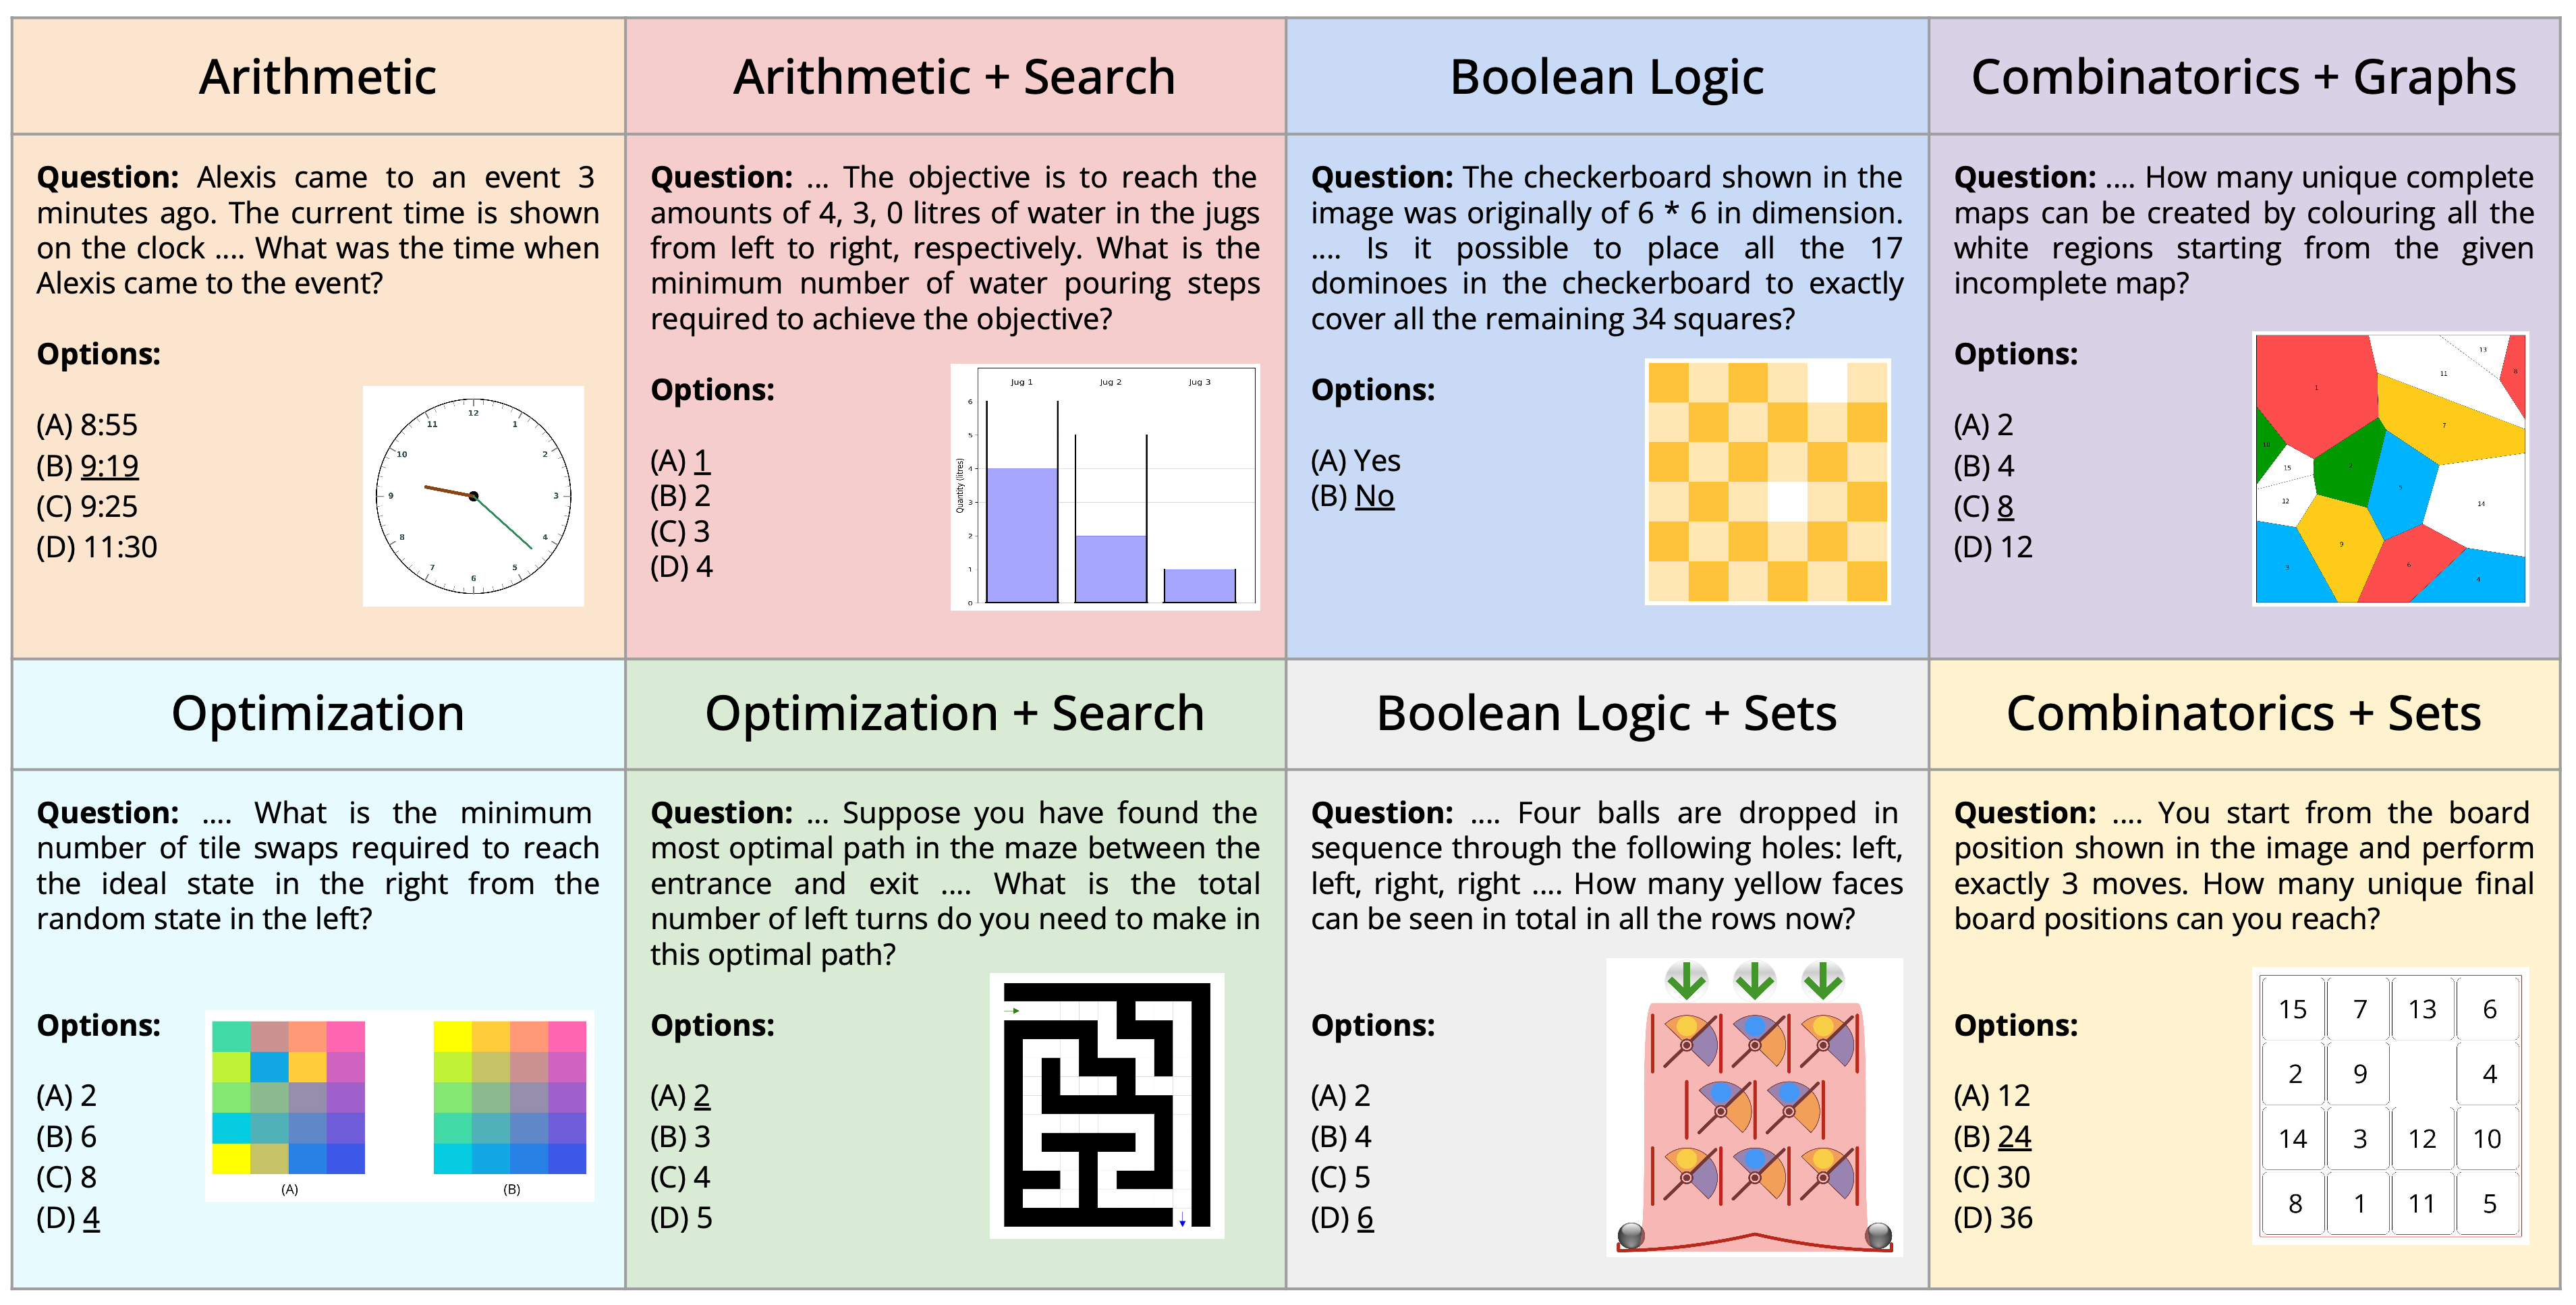 Arithmetic
Question: Alexis came to an event 3
minutes ago. The current time is shown
on the clock .... What was the time when
Alexis came to the event?
Options:
(A) 8:55
(B) 9:19
(C) 9:25
(D) 11:30
12
1
2
3
4
5
6
7
8
9
10
11
Arithmetic + Search
Question: ... The objective is to reach the
amounts of 4, 3, 0 litres of water in the jugs
from left to right, respectively. What is the
minimum number of water pouring steps
required to achieve the objective?
Options:
(A) 1
(B) 2
(C) 3
(D) 4
Jug 1 Jug 2 Jug 3
Quantity (litres)
6
5
4
3
2
1
0
Boolean Logic
Question: The checkerboard shown in the
image was originally of 6 * 6 in dimension.
.... Is it possible to place all the 17
dominoes in the checkerboard to exactly
cover all the remaining 34 squares?
Options:
(A) Yes
(B) No
Combinatorics + Graphs
Question: .... How many unique complete
maps can be created by colouring all the
white regions starting from the given
incomplete map?
Options:
(A) 2
(B) 4
(C) 8
(D) 12
13
11
8
1
7
10
15
2
5
12
14
9
3
6
4
Optimization
Question: .... What is the minimum
number of tile swaps required to reach
the ideal state in the right from the
random state in the left?
Options:
(A) 2
(B) 6
(C) 8
(D) 4
(A) (B)
Optimization + Search
Question: ... Suppose you have found the
most optimal path in the maze between the
entrance and exit .... What is the total
number of left turns do you need to make in
this optimal path?
Options:
(A) 2
(B) 3
(C) 4
(D) 5
Boolean Logic + Sets
Question: .... Four balls are dropped in
sequence through the following holes: left,
left, right, right .... How many yellow faces
can be seen in total in all the rows now?
Options:
(A) 2
(B) 4
(C) 5
(D) 6
Combinatorics + Sets
Question: .... You start from the board
position shown in the image and perform
exactly 3 moves. How many unique final
board positions can you reach?
Options:
(A) 12
(B) 24
(C) 30
(D) 36
15 7 13 6
2 9 4
14 3 12 10
8 1 11 5